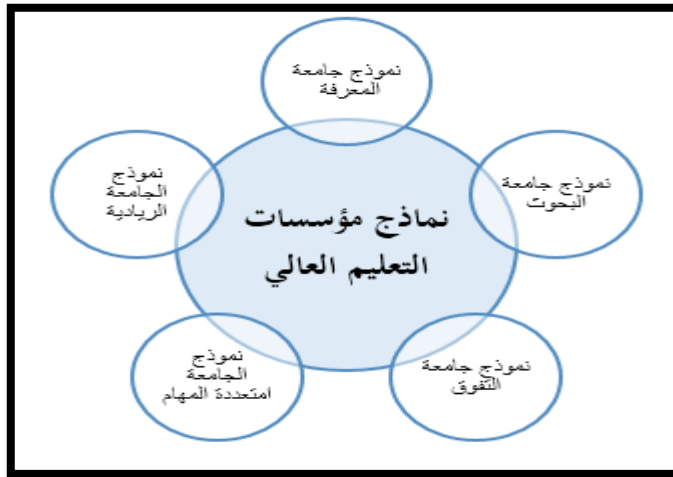 نموذج جامعة
المعرفة
نموذج جامعة
البحوث
نموذج جامعة
التفوق
نموذج
الجامعة
امتعددة المهام
نموذج
الجامعة
الريادية
نماذج مؤسسات
التعليم العالي